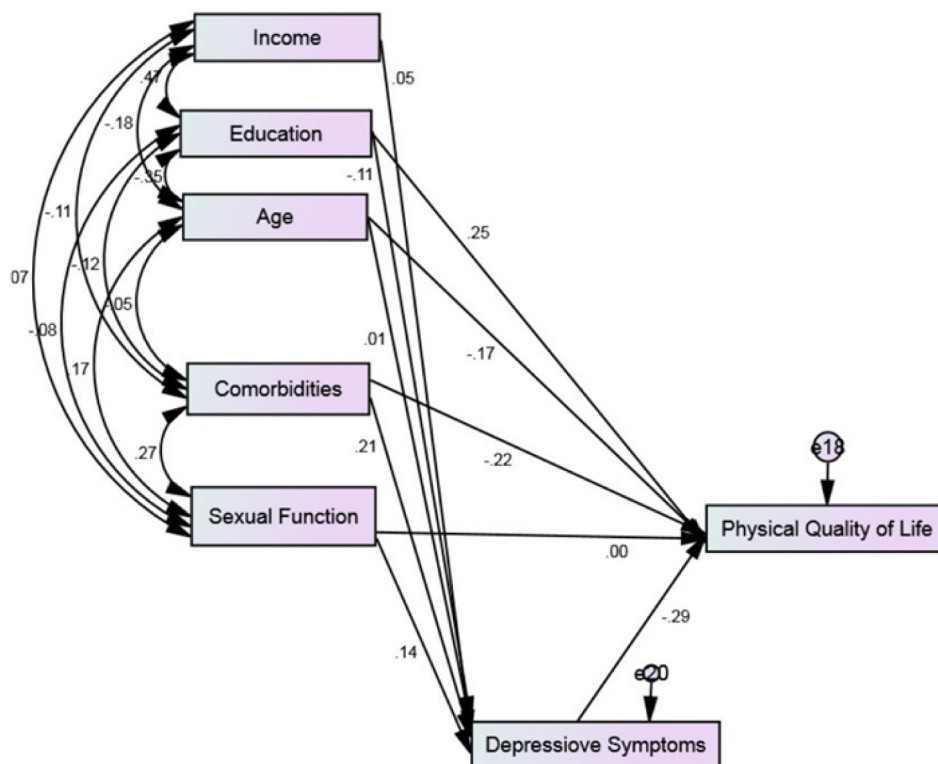 Income
.05
.47
-.18
Education
-.11
-.35
Age
-.11
.25
-.12
.07
-.05
-.08
.01
-.17
.17
Comorbidities
.27
.21
-.22
e18
Sexual Function
Physical Quality of Life
.00
-.29
.14
e20
Depressiove Symptoms